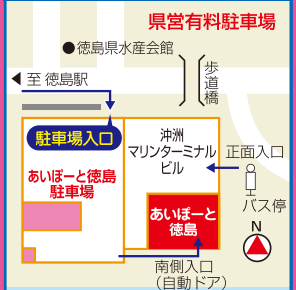 県営有料駐車場
●徳島県水産会館
◀ 至 徳島駅
歩道橋
駐車場入口
沖洲
マリンターミナル
ビル
正面入口
あいぽーと徳島
駐車場
バス停
あいぽーと
徳島
N
南側入口
(自動ドア)